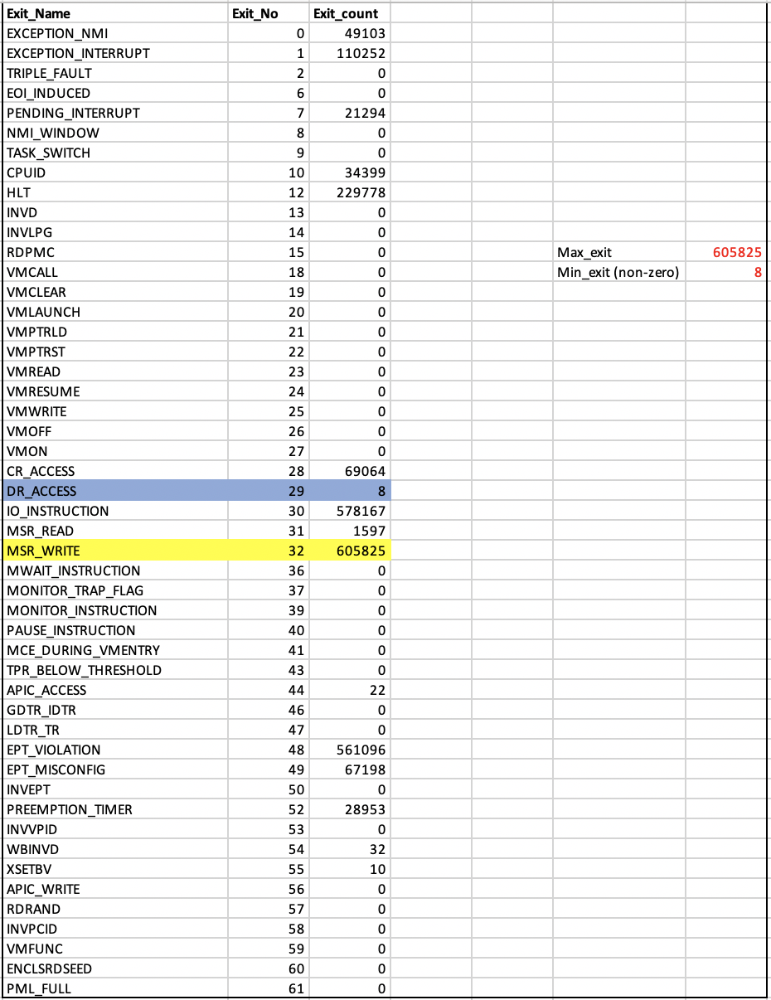 Exit_Name Exit_No Exit_count
EXCEPTION_NMI 0 49103
EXCEPTION_INTERRUPT 1 110252
TRIPLE_FAULT 2 0
EOI_INDUCED 6 0
PENDING_INTERRUPT 7 21294
NMI_WINDOW 8 0
TASK_SWITCH 9 0
CPUID 10 34399
HLT 12 229778
INVD 13 0
INVLPG 14 0
RDPMC 15 0 Max_exit 605825
VMCALL 18 0 Min_exit (non-zero) 8
VMCLEAR 19 0
VMLAUNCH 20 0
VMPTRLD 21 0
VMPTRST 22 0
VMREAD 23 0
VMRESUME 24 0
VMWRITE 25 0
VMOFF 26 0
VMON 27 0
CR_ACCESS 28 69064
DR_ACCESS 29 8
IO_INSTRUCTION 30 578167
MSR_READ 31 1597
MSR_WRITE 32 605825
MWAIT_INSTRUCTION 36 0
MONITOR_TRAP_FLAG 37 0
MONITOR_INSTRUCTION 39 0
PAUSE_INSTRUCTION 40 0
MCE_DURING_VMENTRY 41 0
TPR_BELOW_THRESHOLD 43 0
APIC_ACCESS 44 22
GDTR_IDTR 46 0
LDTR_TR 47 0
EPT_VIOLATION 48 561096
EPT_MISCONFIG 49 67198
INVEPT 50 0
PREEMPTION_TIMER 52 28953
INVVPID 53 0
WBINVD 54 32
XSETBV 55 10
APIC_WRITE 56 0
RDRAND 57 0
INVPCID 58 0
VMFUNC 59 0
ENCLSRDSEED 60 0
PML_FULL 61 0